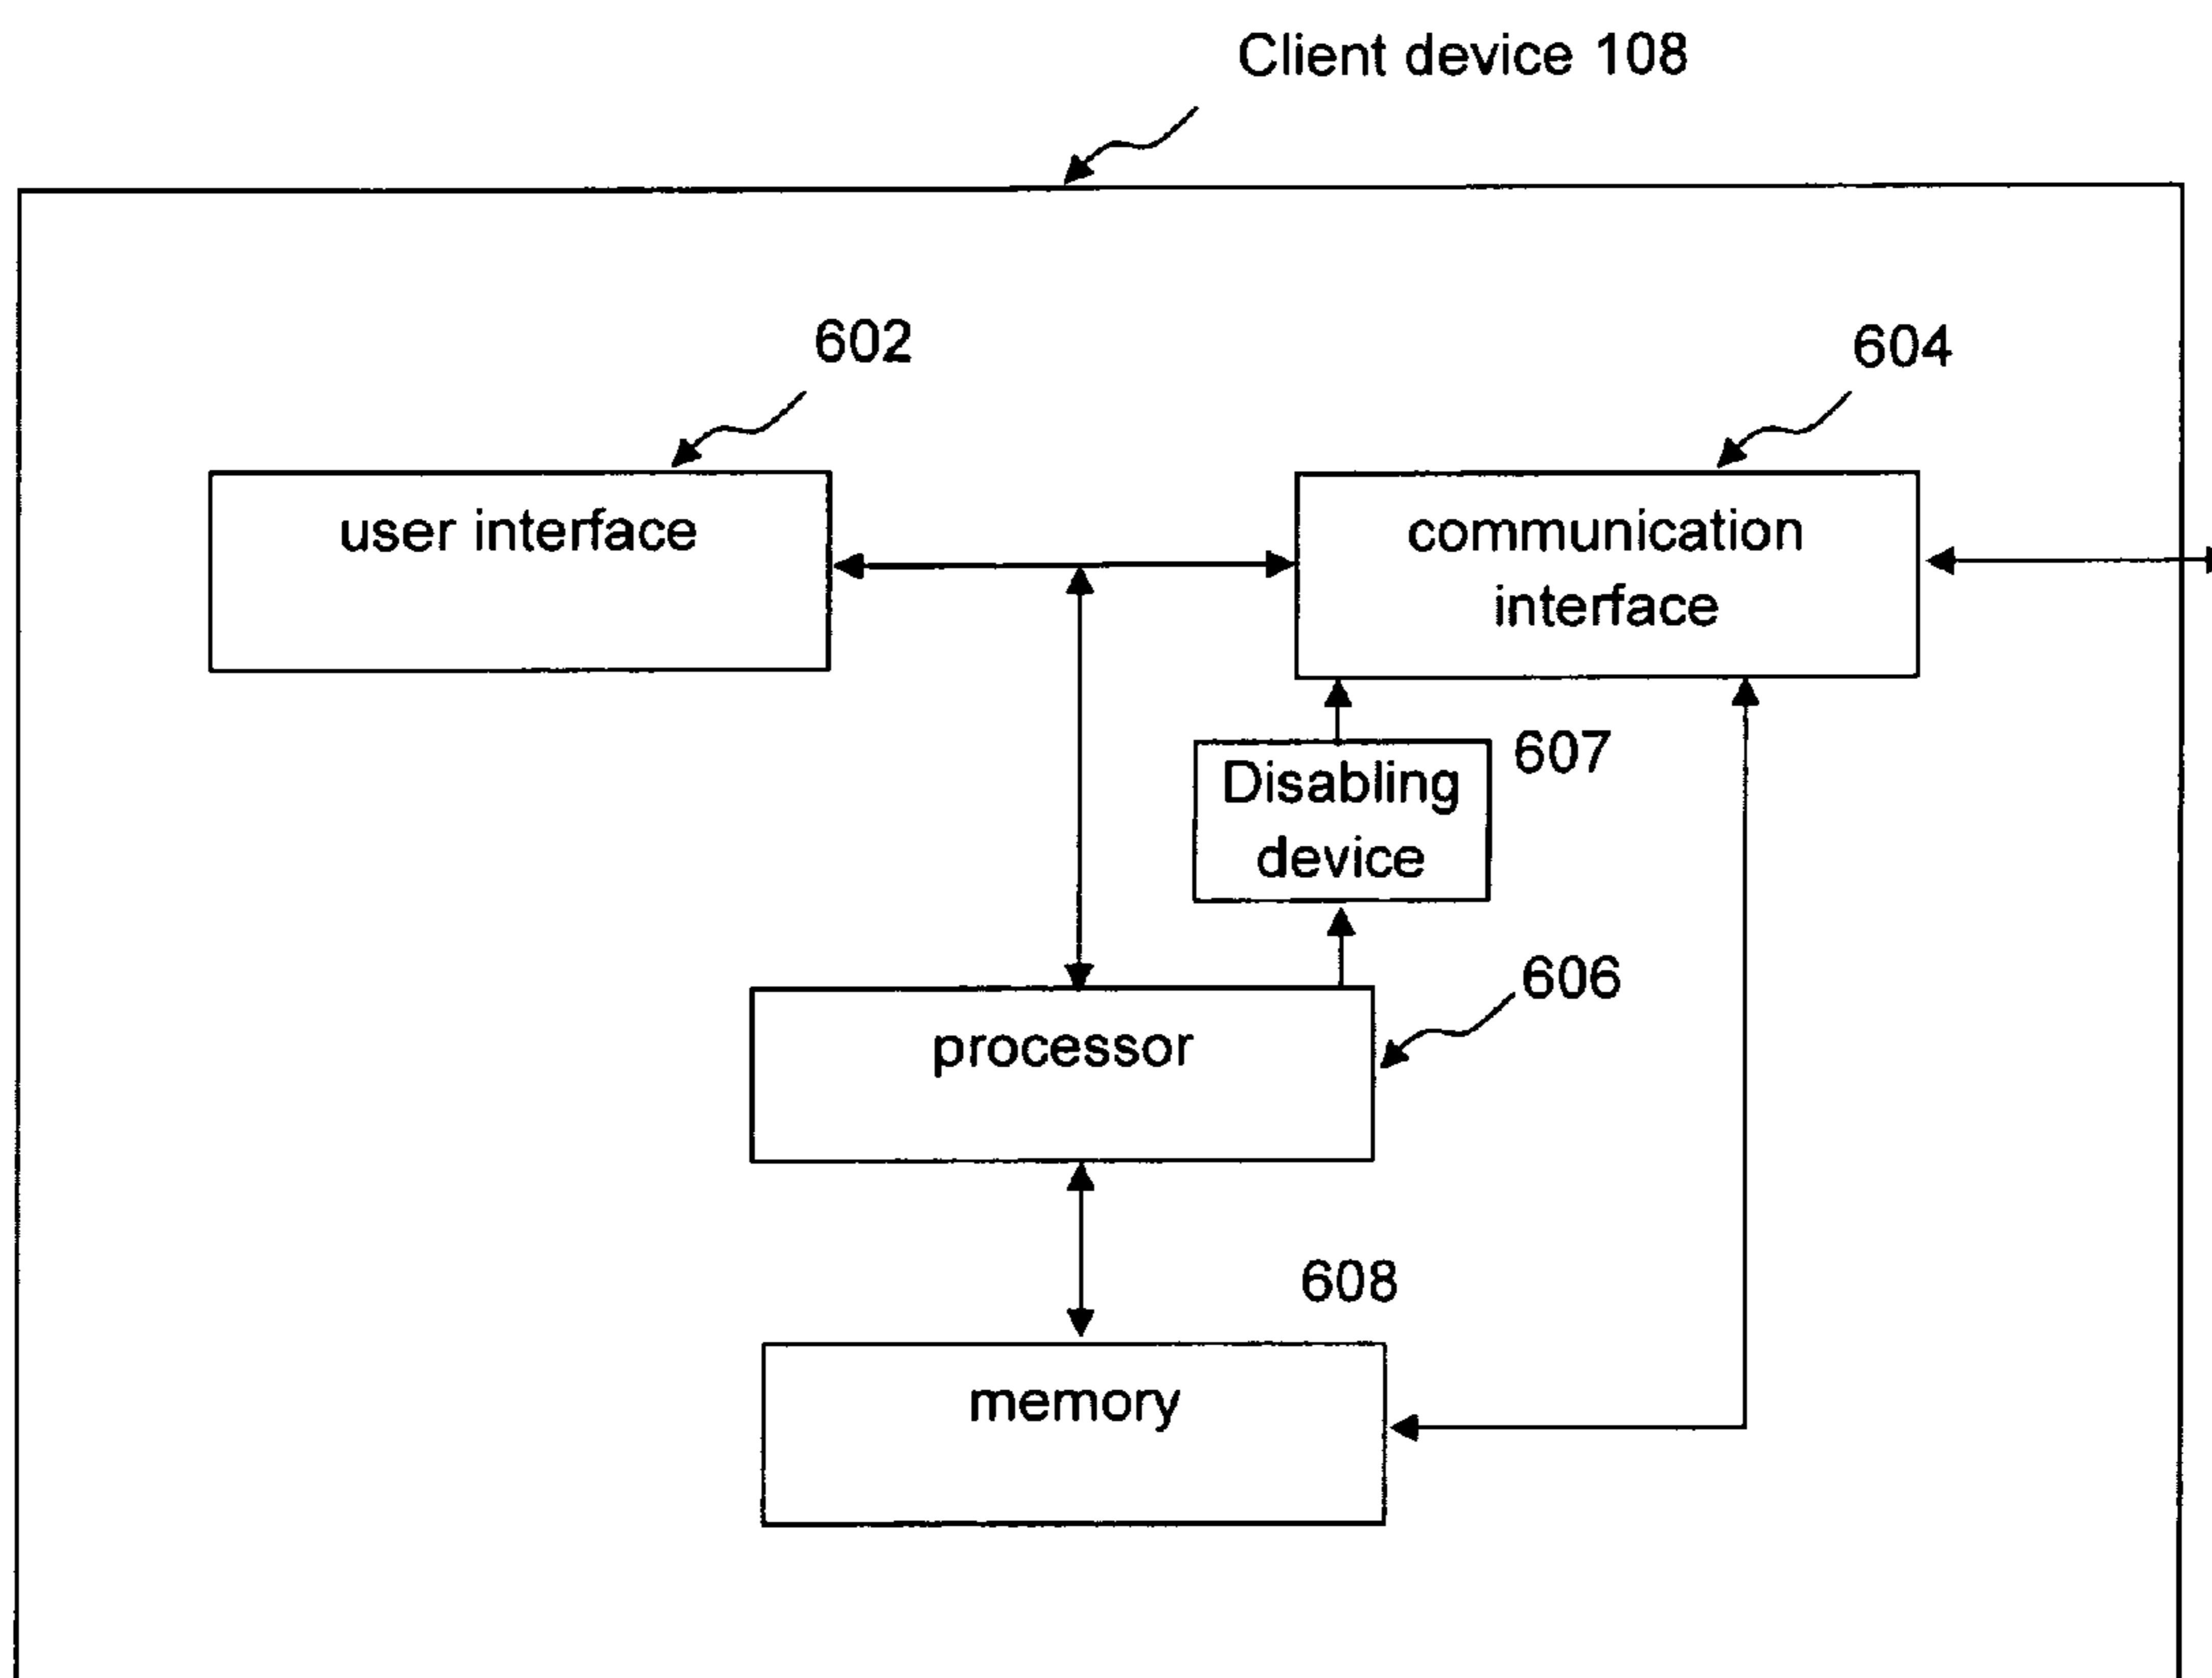 Client device 108
602
604
user interface
communication
interface
607
Disabling
device
606
processor
608
memory